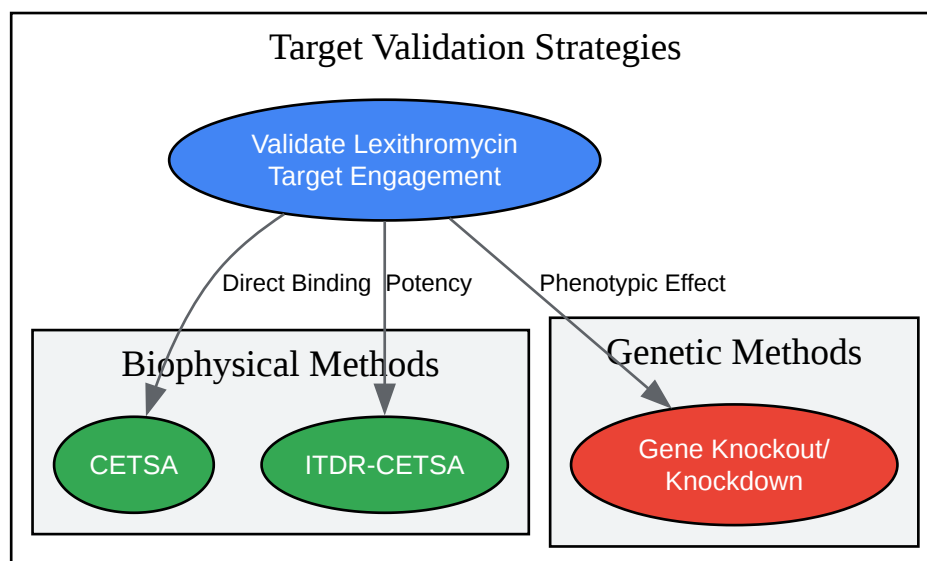 Target Validation Strategies
Validate Lexithromycin
Target Engagement
Direct Binding
Potency
Phenotypic Effect
Biophysical Methods
Genetic Methods
CETSA
ITDR-CETSA
Gene Knockout/
Knockdown